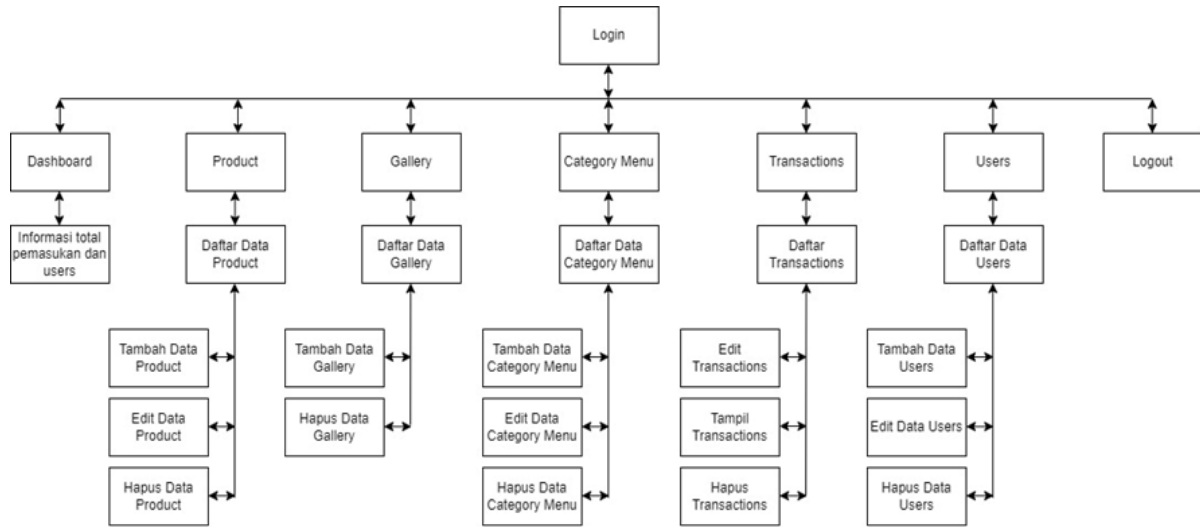 Login
Dashboard
Product
Gallery
Category Menu
Transactions
Users
Logout
Informasi total
pemasukan dan
users
Daftar Data
Product
Daftar Data
Gallery
Daftar Data
Category Menu
Daftar
Transactions
Daftar Data
Users
Tambah Data
Product
Tambah Data
Gallery
Tambah Data
Category Menu
Edit
Transactions
Tambah Data
Users
Edit Data
Product
Hapus Data
Gallery
Edit Data
Category Menu
Tampil
Transactions
Edit Data Users
Hapus Data
Product
Hapus Data
Category Menu
Hapus
Transactions
Hapus Data
Users